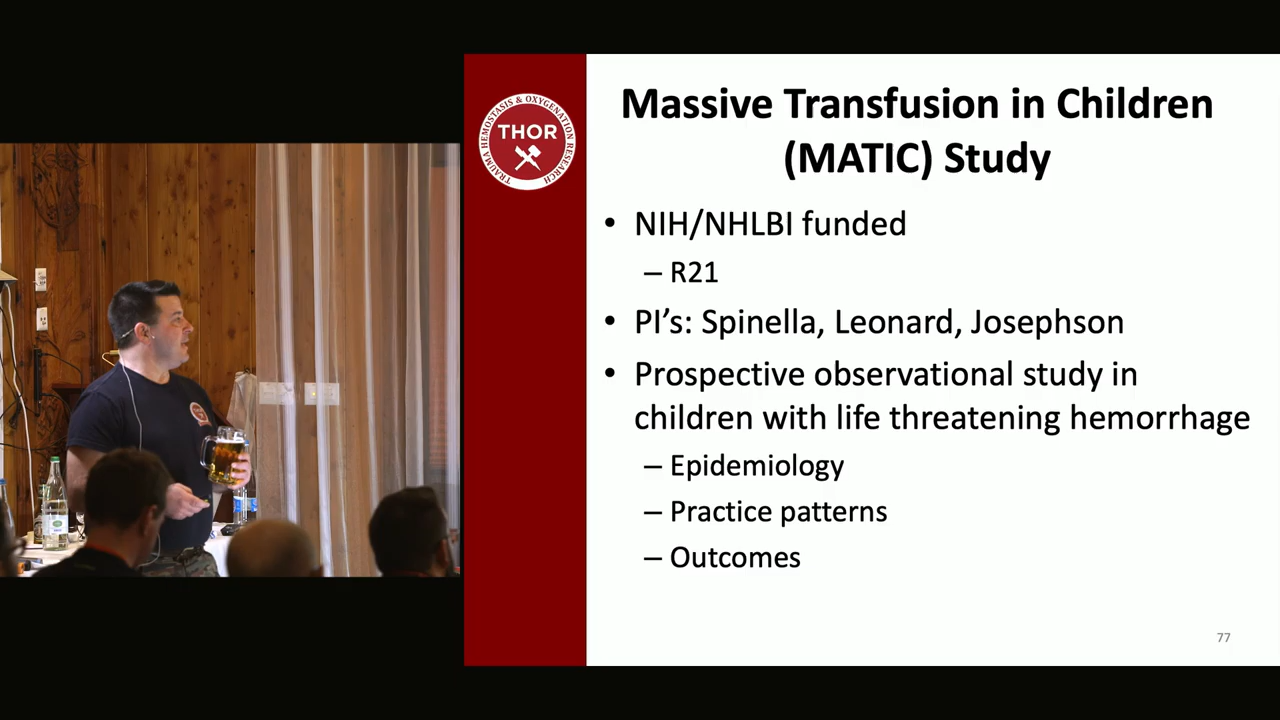 TRAUMA HEMOSTASIS & OXYGENATION RESEARCH
THOR
Massive Transfusion in Children
(MATIC) Study
• NIH/NHLBI funded
– R21
• PI's: Spinella, Leonard, Josephson
• Prospective observational study in
children with life threatening hemorrhage
– Epidemiology
– Practice patterns
– Outcomes
77